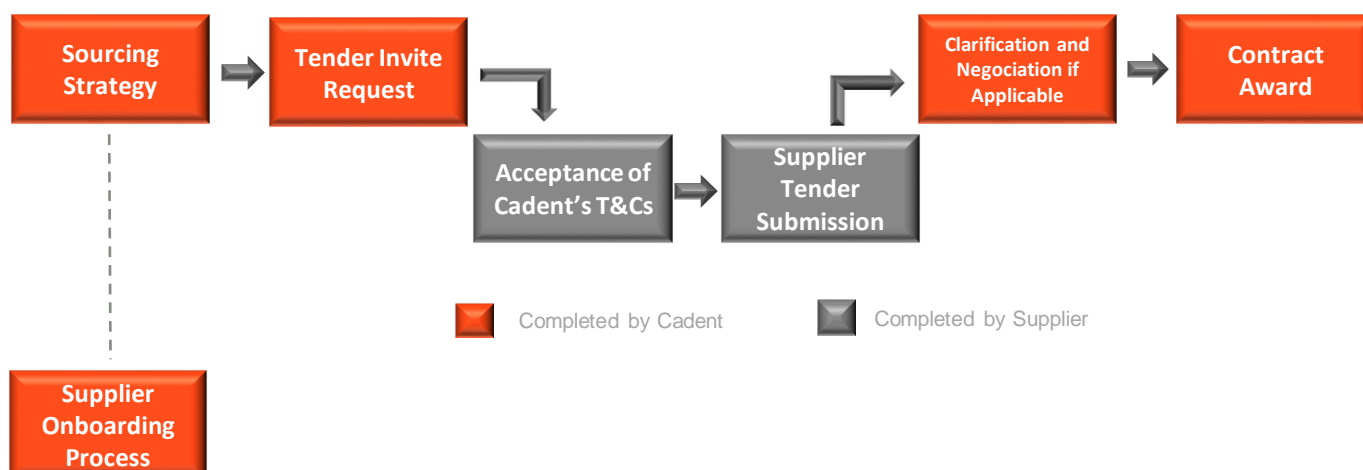 Sourcing
Strategy
Tender Invite
Request
Acceptance of
Cadent’s T&Cs
Supplier
Tender
Submission
Clarification and
Negociation if
Applicable
Contract
Award
Completed by Cadent
Completed by Supplier
Supplier
Onboarding
Process